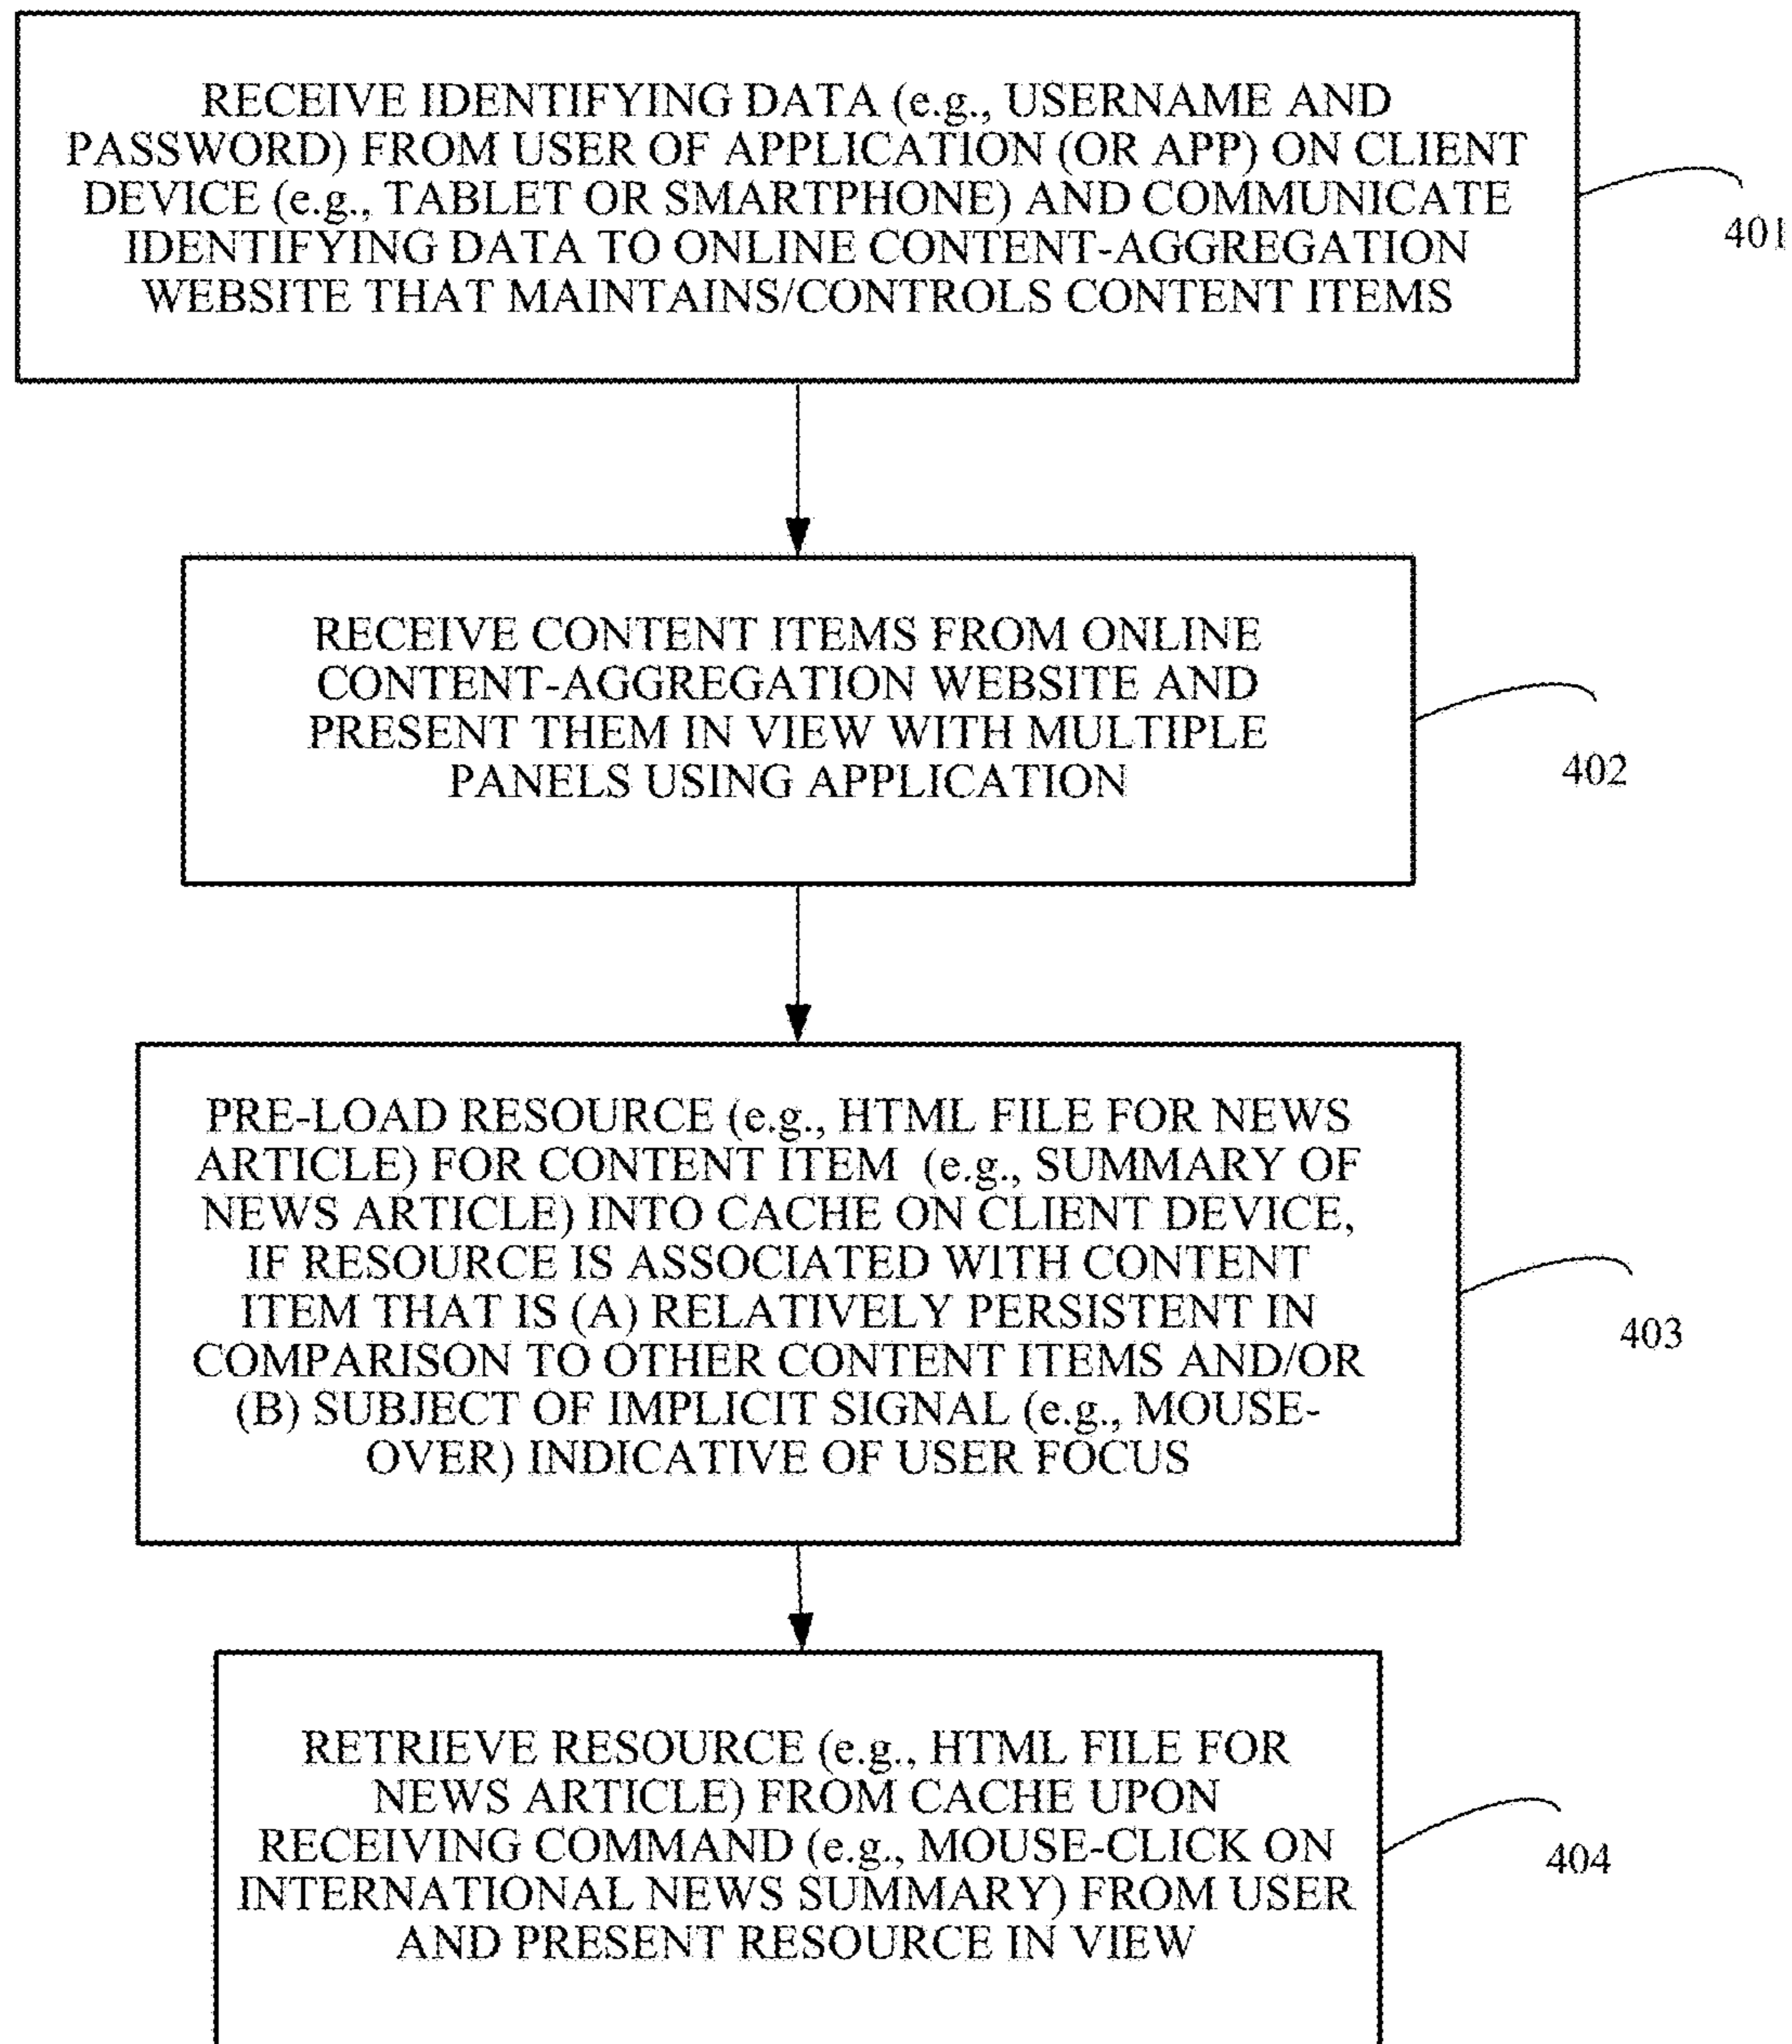 RECEIVE IDENTIFYING DATA (e.g., USERNAME AND
PASSWORD) FROM USER OF APPLICATION (OR APP) ON CLIENT
DEVICE (e.g., TABLET OR SMARTPHONE) AND COMMUNICATE
IDENTIFYING DATA TO ONLINE CONTENT-AGGREGATION
WEBSITE THAT MAINTAINS/CONTROLS CONTENT ITEMS
401
RECEIVE CONTENT ITEMS FROM ONLINE
CONTENT-AGGREGATION WEBSITE AND
PRESENT THEM IN VIEW WITH MULTIPLE
PANELS USING APPLICATION
402
PRE-LOAD RESOURCE (e.g., HTML FILE FOR NEWS
ARTICLE) FOR CONTENT ITEM (e.g., SUMMARY OF
NEWS ARTICLE) INTO CACHE ON CLIENT DEVICE,
IF RESOURCE IS ASSOCIATED WITH CONTENT
ITEM THAT IS (A) RELATIVELY PERSISTENT IN
COMPARISON TO OTHER CONTENT ITEMS AND/OR
(B) SUBJECT OF IMPLICIT SIGNAL (e.g., MOUSE-
OVER) INDICATIVE OF USER FOCUS
403
RETRIEVE RESOURCE (e.g., HTML FILE FOR
NEWS ARTICLE) FROM CACHE UPON
RECEIVING COMMAND (e.g., MOUSE-CLICK ON
INTERNATIONAL NEWS SUMMARY) FROM USER
AND PRESENT RESOURCE IN VIEW
404